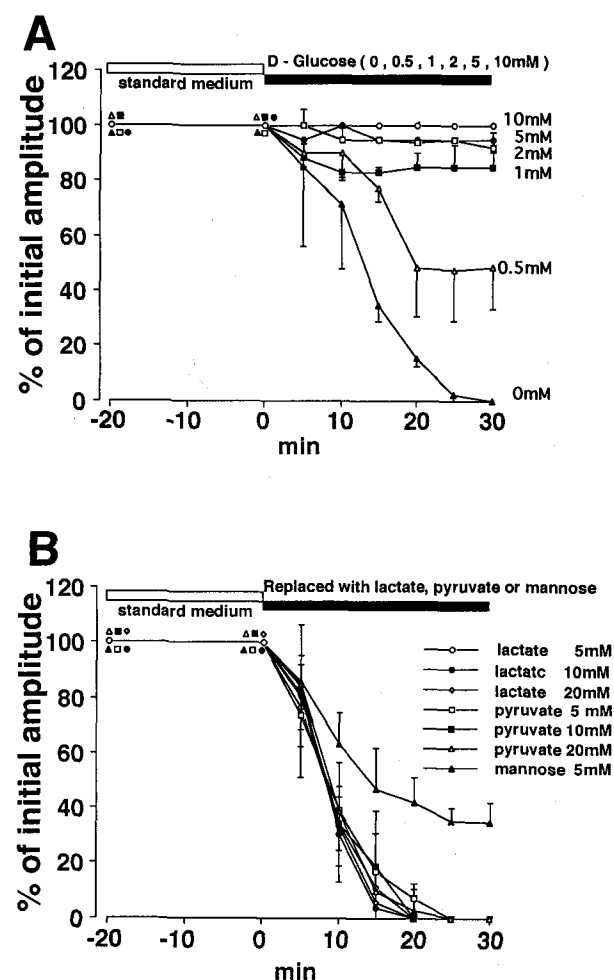 A
D - Glucose ( 0 , 0.5 , 1 , 2 , 5 , 10mM )
standard medium
% of initial amplitude
120
100
80
60
40
20
0
10mM
5mM
2mM
1mM
0.5mM
0mM
-20 -10 0 10 20 30
min
B
Replaced with lactate, pyruvate or mannose
standard medium
% of initial amplitude
120
100
80
60
40
20
0
lactate 5mM
lactatc 10mM
lactate 20mM
pyruvate 5 mM
pyruvate 10mM
pyruvate 20mM
mannose 5mM
-20 -10 0 10 20 30
min